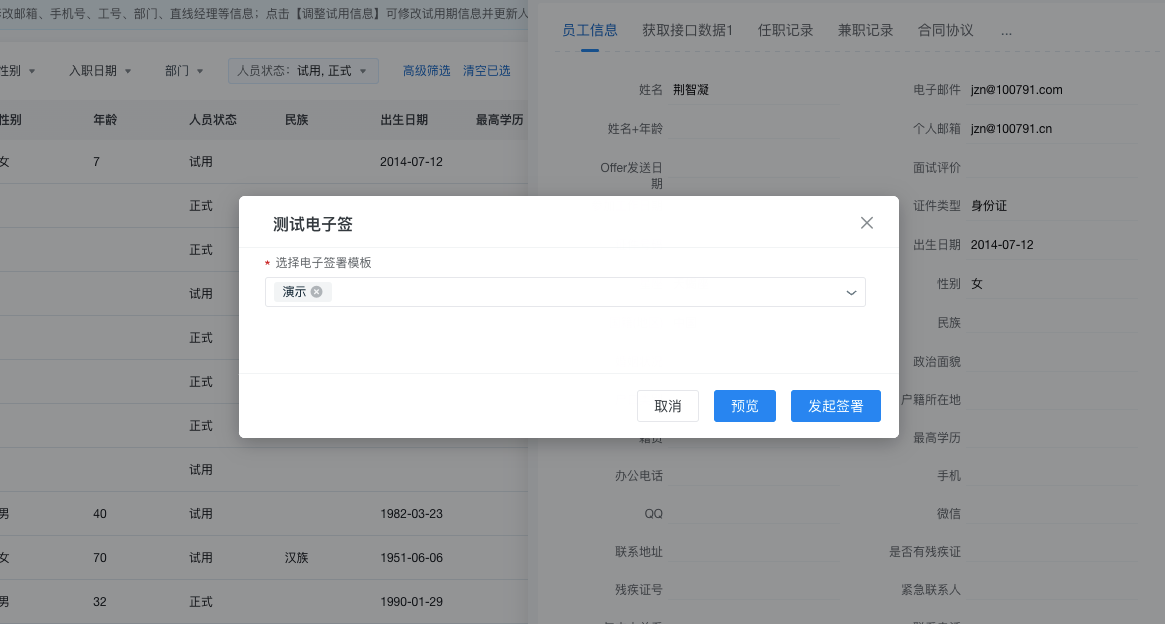 改邮箱、手机号、工号、部门、直线经理等信息；点击【调整试用信息】可修改试用期信息并更新人
性别 入职日期 部门 人员状态: 试用, 正式 高级筛选 清空已选
性别 年龄 人员状态 民族 出生日期 最高学历
女 7 试用 2014-07-12
正式
正式
试用
正式
正式
正式
试用
男 40 试用 1982-03-23
女 70 试用 汉族 1951-06-06
男 32 正式 1990-01-29
员工信息 获取接口数据1 任职记录 兼职记录 合同协议 ...
姓名 荆智凝 电子邮件 jzn@100791.com
姓名+年龄 个人邮箱 jzn@100791.cn
Offer发送日期 面试评价
证件类型 身份证
出生日期 2014-07-12
性别 女
民族
政治面貌
户籍所在地
籍贯 最高学历
办公电话 手机
QQ 微信
联系地址 是否有残疾证
残疾证号 紧急联系人
测试电子签
* 选择电子签署模板
演示
取消 预览 发起签署